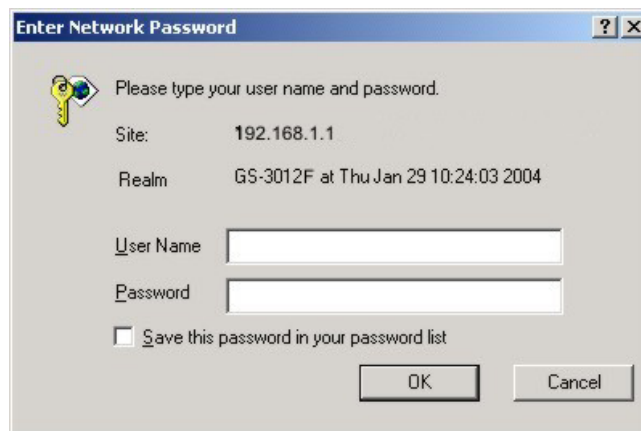 Enter Network Password
Please type your user name and password.
Site: 192.168.1.1
Realm GS-3012F at Thu Jan 29 10:24:03 2004
User Name
Password
Save this password in your password list
OK Cancel